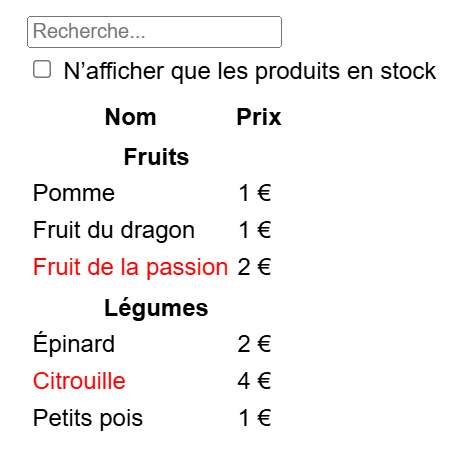 Recherche...
N’afficher que les produits en stock
Nom Prix
Fruits
Pomme 1 €
Fruit du dragon 1 €
Fruit de la passion 2 €
Légumes
Épinard 2 €
Citrouille 4 €
Petits pois 1 €